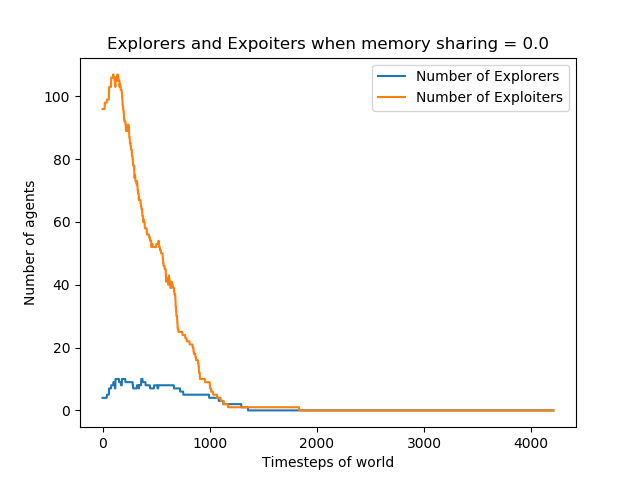 Explorers and Expoiters when memory sharing = 0.0
Number of Explorers
Number of Exploiters
Number of agents
100
80
60
40
20
0
0 1000 2000 3000 4000
Timesteps of world